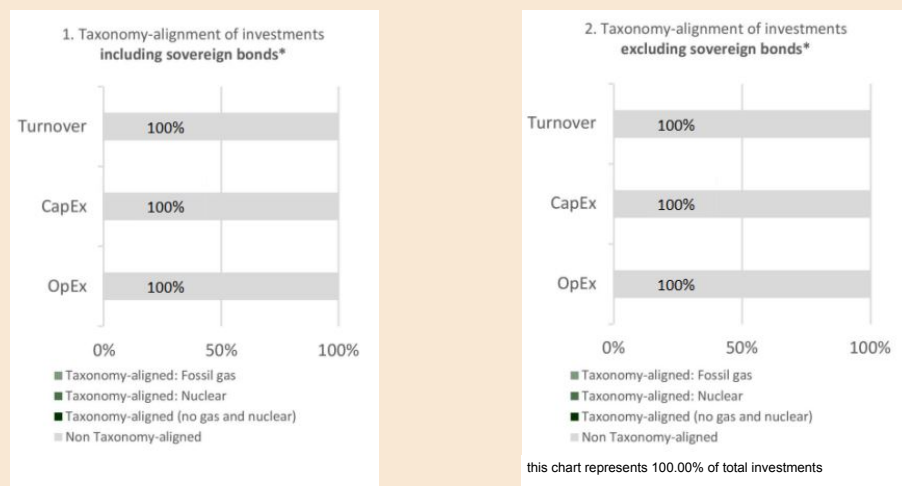 1. Taxonomy-alignment of investments
including sovereign bonds*
Turnover
100%
CapEx
100%
OpEx
100%
0%
50%
100%
Taxonomy-aligned: Fossil gas
Taxonomy-aligned: Nuclear
Taxonomy-aligned (no gas and nuclear)
Non Taxonomy-aligned
2. Taxonomy-alignment of investments
excluding sovereign bonds*
Turnover
100%
CapEx
100%
OpEx
100%
0%
50%
100%
Taxonomy-aligned: Fossil gas
Taxonomy-aligned: Nuclear
Taxonomy-aligned (no gas and nuclear)
Non Taxonomy-aligned
this chart represents 100.00% of total investments